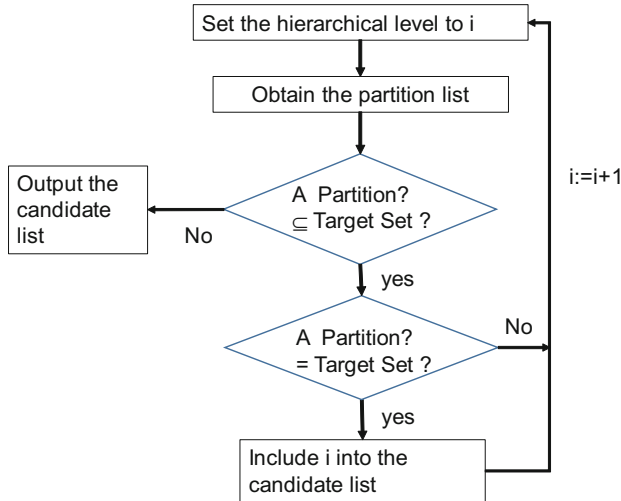 Set the hierarchical level to i
Obtain the partition list
i:=i+1
A Partition?
⊆ Target Set ?
Output the
candidate
list
No
yes
A Partition?
= Target Set ?
No
yes
Include i into the
candidate list